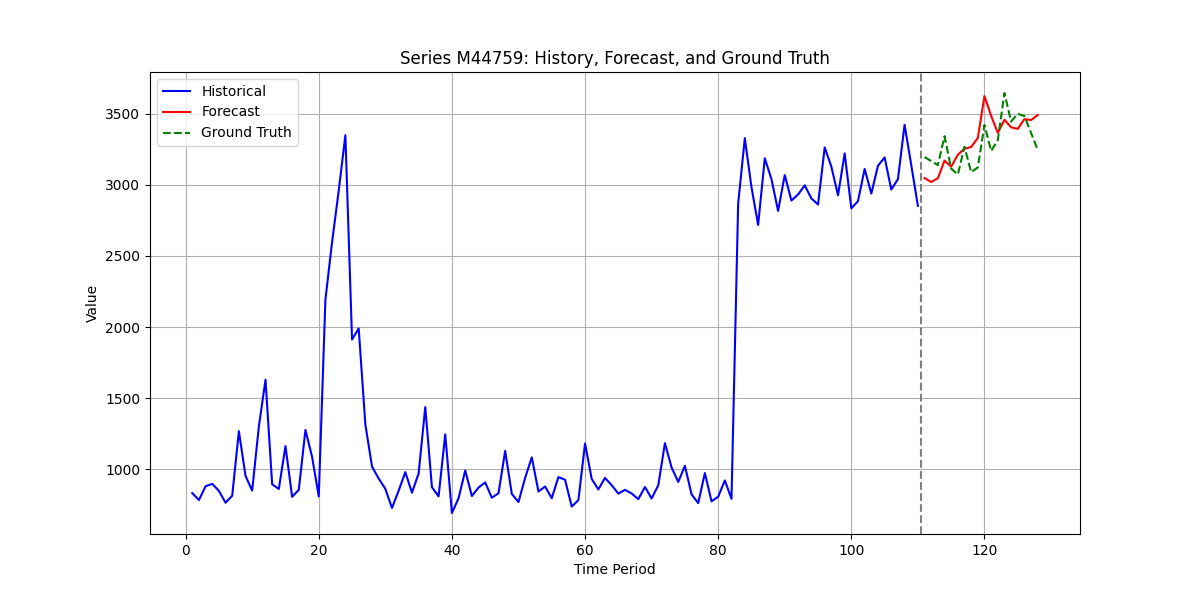 Series M44759: History, Forecast, and Ground Truth
Historical
Forecast
Ground Truth
3500
3000
2500
2000
1500
1000
Value
0 20 40 60 80 100 120
Time Period